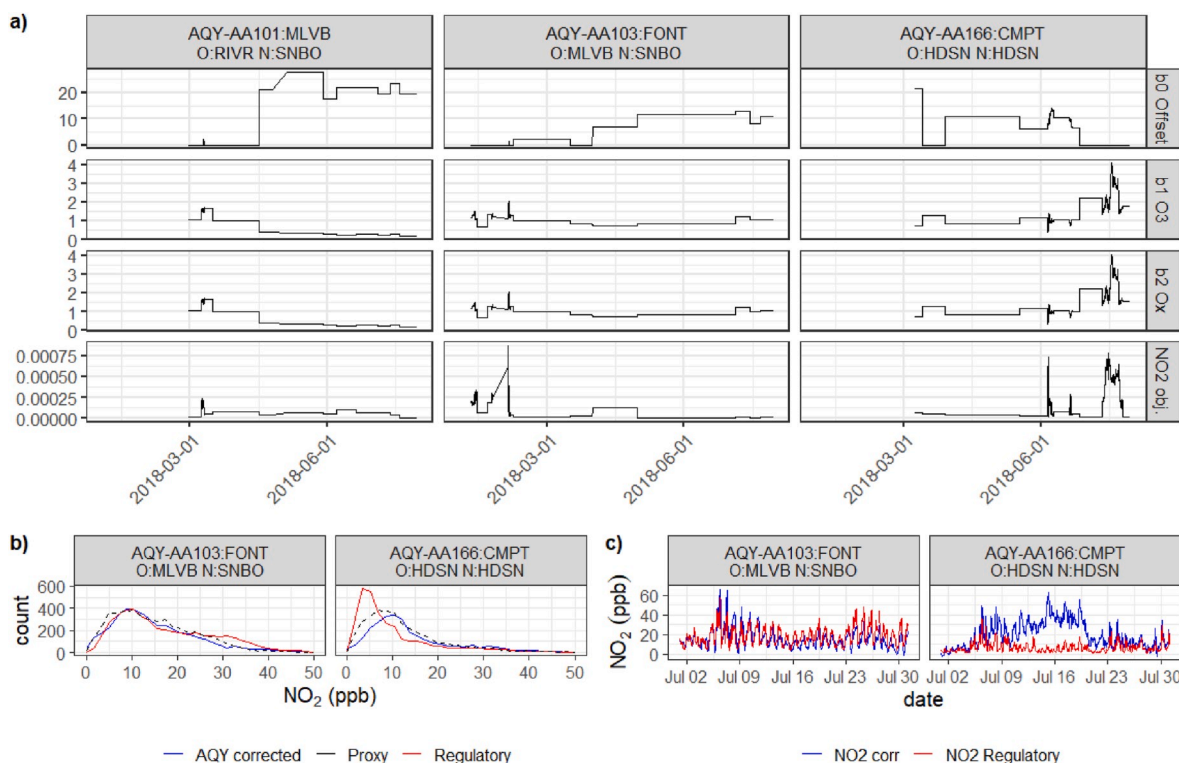 a)
AQY-AA101:MLVB
O:RIVR N:SNBO
AQY-AA103:FONT
O:MLVB N:SNBO
AQY-AA166:CMPT
O:HDSN N:HDSN
20
10
0
b0 Offset
4
3
2
1
0
b1 O3
4
3
2
1
0
b2 Ox
0.00075
0.00050
0.00025
0.00000
NO2 obj.
2018-03-01
2018-06-01
2018-03-01
2018-06-01
2018-03-01
2018-06-01
b)
AQY-AA103:FONT
O:MLVB N:SNBO
AQY-AA166:CMPT
O:HDSN N:HDSN
count
600
400
200
0
0 10 20 30 40 50
0 10 20 30 40 50
NO2 (ppb)
AQY corrected Proxy Regulatory
c)
AQY-AA103:FONT
O:MLVB N:SNBO
AQY-AA166:CMPT
O:HDSN N:HDSN
NO2 (ppb)
60
40
20
0
Jul 02 Jul 09 Jul 16 Jul 23 Jul 30
Jul 02 Jul 09 Jul 16 Jul 23 Jul 30
date
NO2 corr NO2 Regulatory